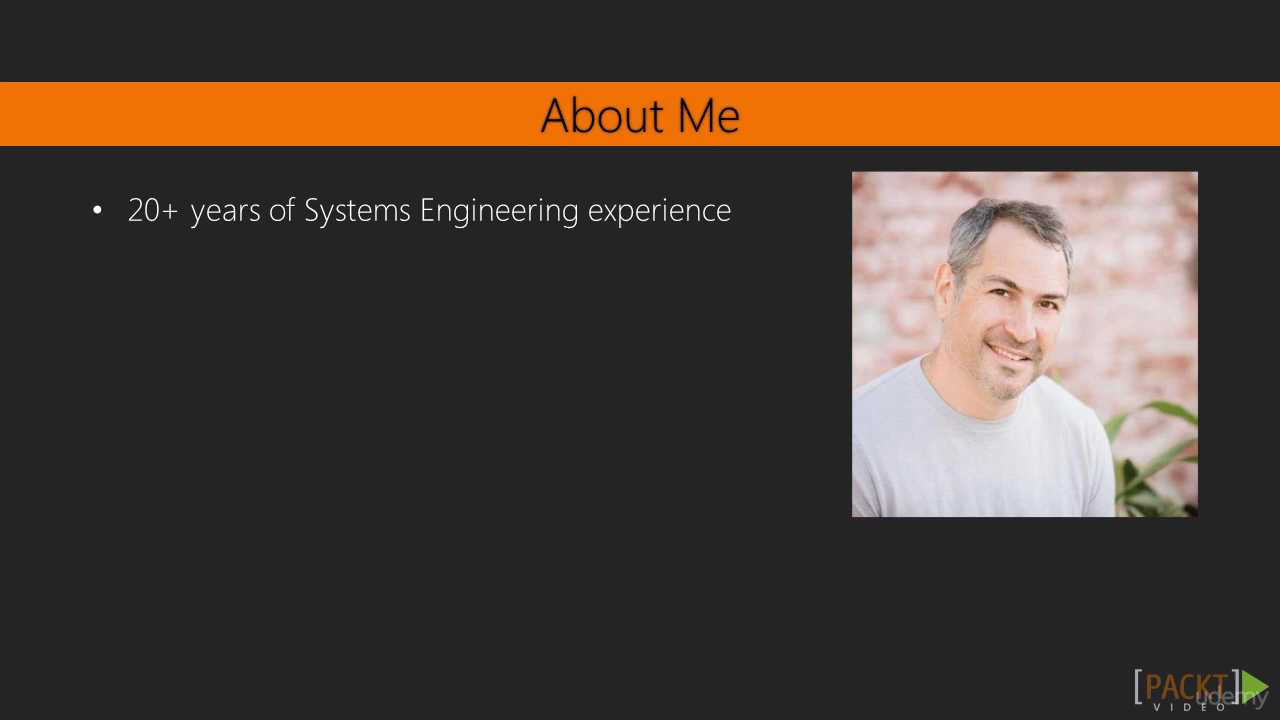 About Me
• 20+ years of Systems Engineering experience
[PACKT]
VIDEO
udemy